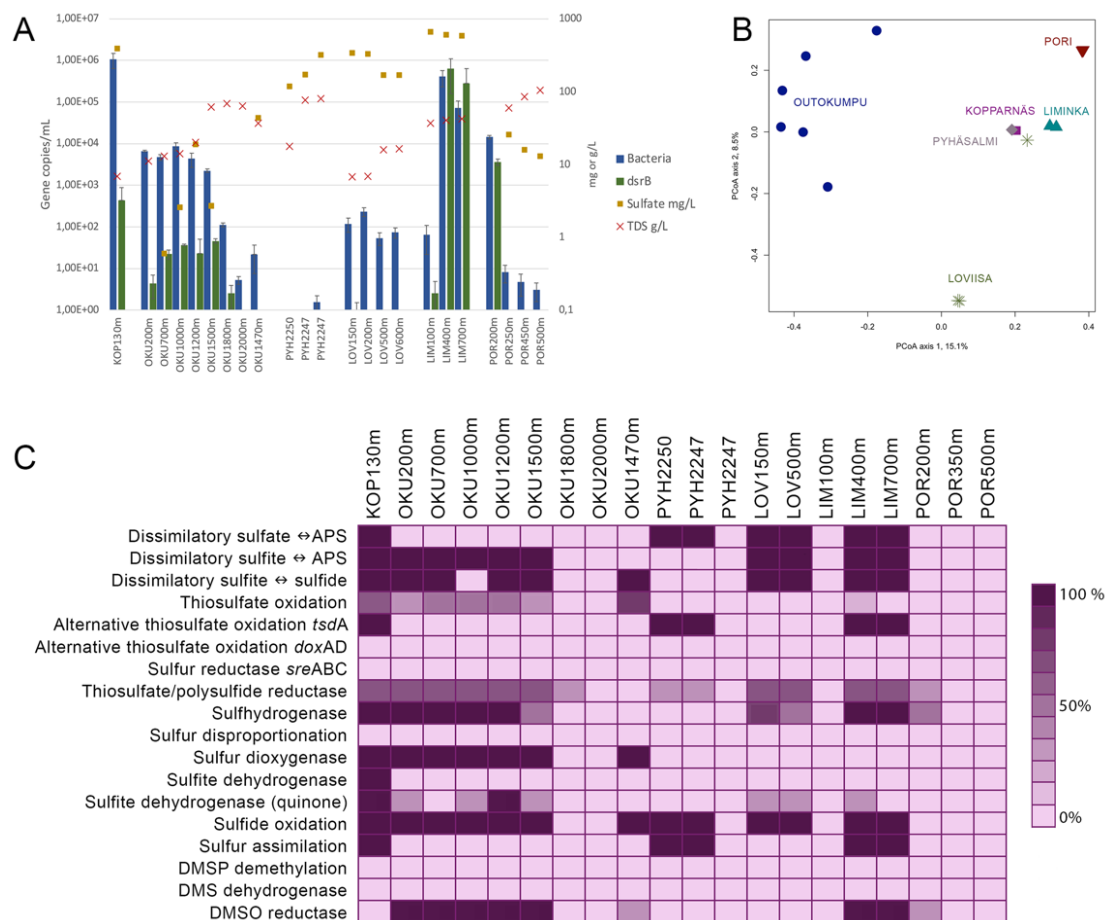 A
1,00E+07
1,00E+06
1,00E+05
1,00E+04
1,00E+03
1,00E+02
1,00E+01
1,00E+00
Gene copies/mL
1000
100
10
1
0,1
mg or g/L
KOP130m
OKU200m
OKU700m
OKU1000m
OKU1200m
OKU1500m
OKU1800m
OKU2000m
OKU1470m
PYH2250
PYH2247
PYH2247
LOV150m
LOV200m
LOV500m
LOV600m
LIM100m
LIM400m
LIM700m
POR200m
POR250m
POR450m
POR500m
Bacteria
dsrB
Sulfate mg/L
TDS g/L
B
PCoA axis 2, 8.5%
0.2
0.0
-0.2
-0.4
-0.4
-0.2
0.0
0.2
0.4
PCoA axis 1, 15.1%
PORI
OUTOKUMPU
KOPPARNÄS
LIMINKA
PYHÄSALMI
LOVIISA
C
KOP130m
OKU200m
OKU700m
OKU1000m
OKU1200m
OKU1500m
OKU1800m
OKU2000m
OKU1470m
PYH2250
PYH2247
PYH2247
LOV150m
LOV500m
LIM100m
LIM400m
LIM700m
POR200m
POR350m
POR500m
Dissimilatory sulfate ↔APS
Dissimilatory sulfite ↔ APS
Dissimilatory sulfite ↔ sulfide
Thiosulfate oxidation
Alternative thiosulfate oxidation tsdA
Alternative thiosulfate oxidation doxAD
Sulfur reductase sreABC
Thiosulfate/polysulfide reductase
Sulfhydrogenase
Sulfur disproportionation
Sulfur dioxygenase
Sulfite dehydrogenase
Sulfite dehydrogenase (quinone)
Sulfide oxidation
Sulfur assimilation
DMSP demethylation
DMS dehydrogenase
DMSO reductase
100 %
50%
0%